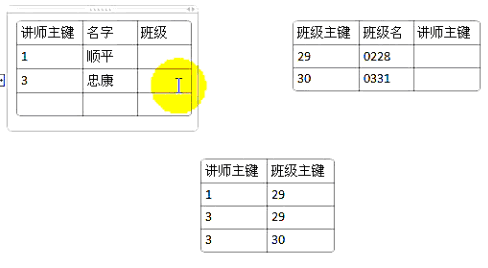 讲师主键 名字 班级
1 顺平
3 忠康
班级主键 班级名 讲师主键
29 0228
30 0331
讲师主键 班级主键
1 29
3 29
3 30